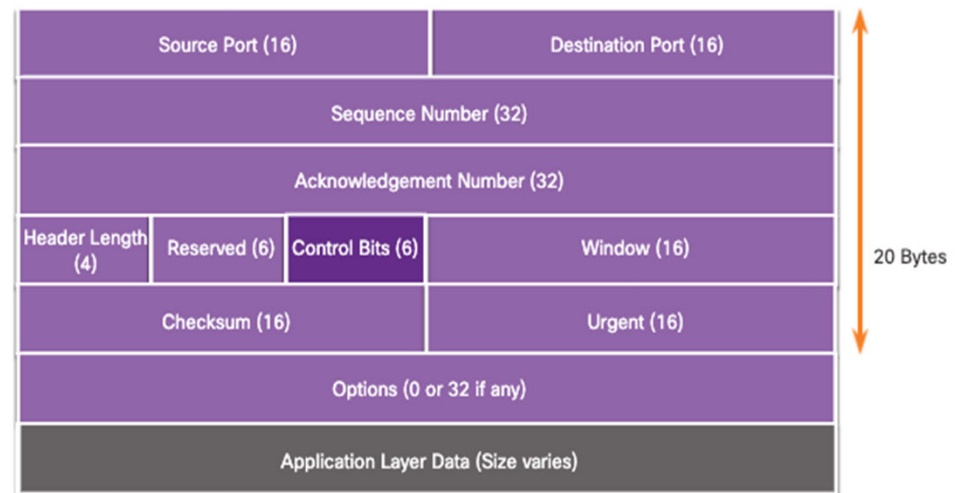 Source Port (16)
Destination Port (16)
Sequence Number (32)
Acknowledgement Number (32)
Header Length
(4)
Reserved (6)
Control Bits (6)
Window (16)
20 Bytes
Checksum (16)
Urgent (16)
Options (0 or 32 if any)
Application Layer Data (Size varies)